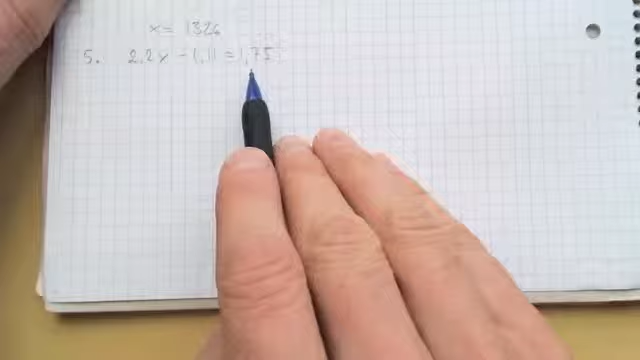 x = 1326
5. 2,2x - 1,11 = 1,75